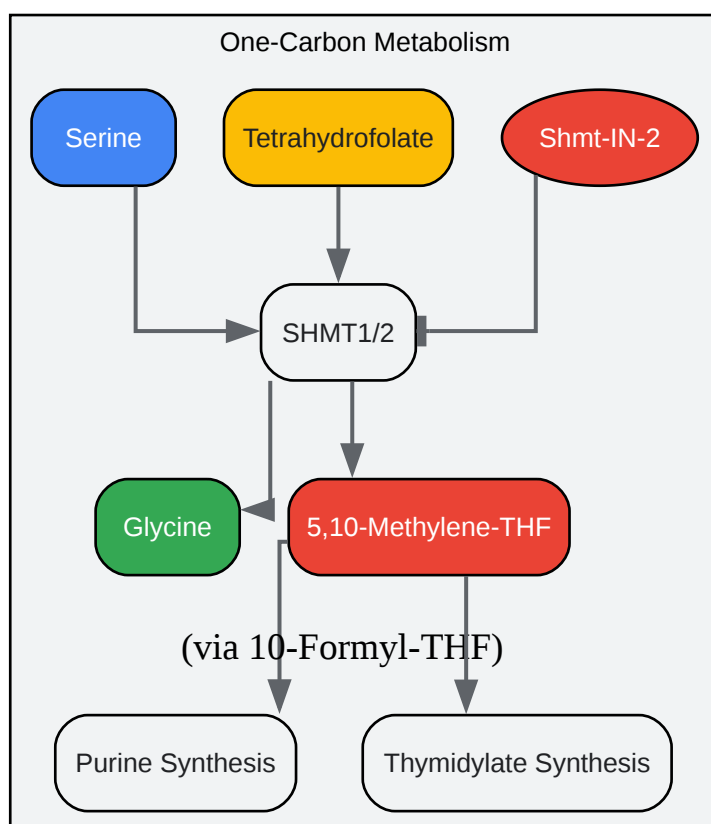 One-Carbon Metabolism
Serine
Tetrahydrofolate
Shmt-IN-2
SHMT1/2
Glycine
5,10-Methylene-THF
(via 10-Formyl-THF)
Purine Synthesis
Thymidylate Synthesis